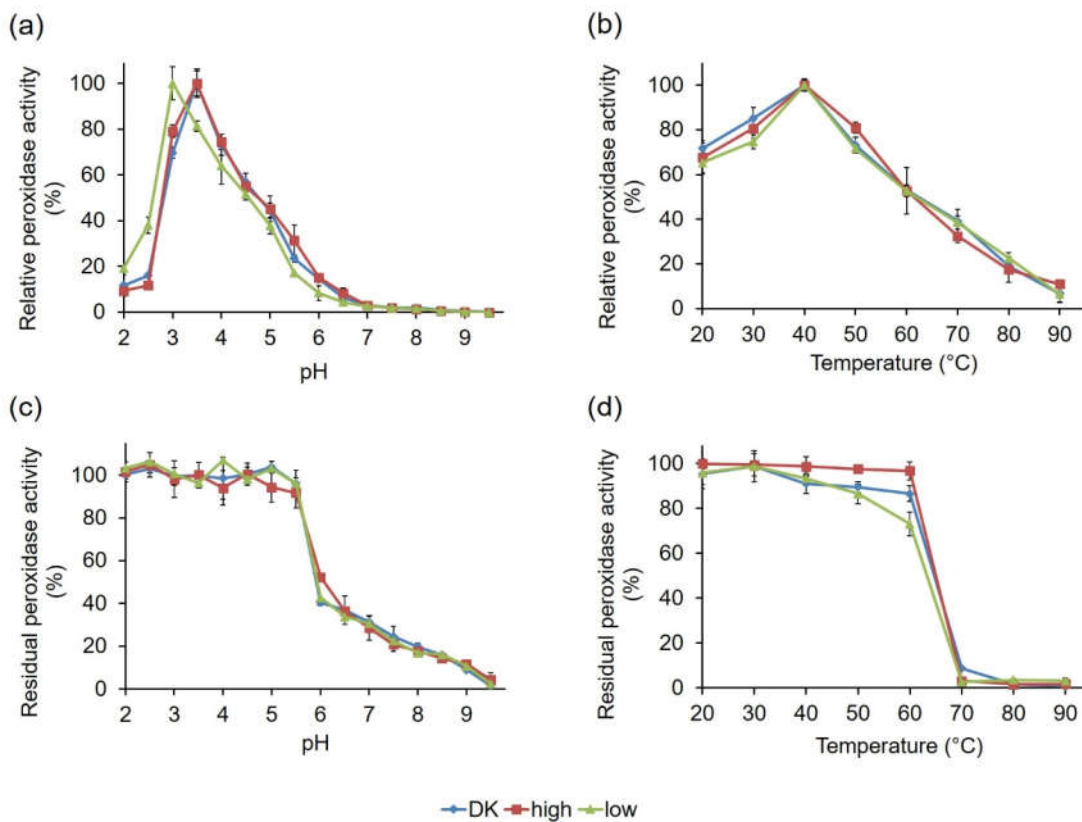 (a)
Relative peroxidase activity
(%)
100
80
60
40
20
0
2 3 4 5 6 7 8 9
pH
(b)
Relative peroxidase activity
(%)
100
80
60
40
20
0
20 30 40 50 60 70 80 90
Temperature (°C)
(c)
Residual peroxidase activity
(%)
100
80
60
40
20
0
2 3 4 5 6 7 8 9
pH
(d)
Residual peroxidase activity
(%)
100
80
60
40
20
0
20 30 40 50 60 70 80 90
Temperature (°C)
DK high low